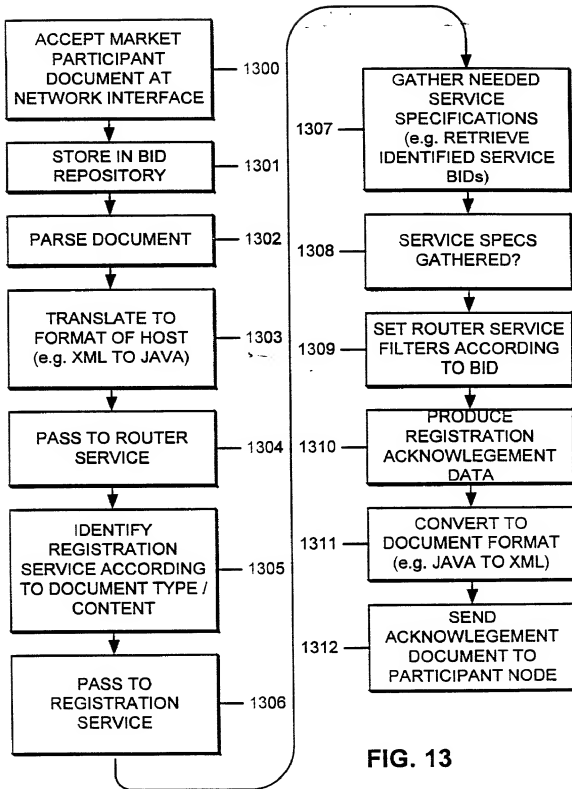 ACCEPT MARKET
PARTICIPANT
DOCUMENT AT
NETWORK INTERFACE
1300
STORE IN BID
REPOSITORY
1301
PARSE DOCUMENT
1302
TRANSLATE TO
FORMAT OF HOST
(e.g. XML TO JAVA)
1303
PASS TO ROUTER
SERVICE
1304
IDENTIFY
REGISTRATION
SERVICE ACCORDING
TO DOCUMENT TYPE /
CONTENT
1305
PASS TO
REGISTRATION
SERVICE
1306
GATHER NEEDED
SERVICE
SPECIFICATIONS
(e.g. RETRIEVE
IDENTIFIED SERVICE
BIDs)
1307
SERVICE SPECS
GATHERED?
1308
SET ROUTER SERVICE
FILTERS ACCORDING
TO BID
1309
PRODUCE
REGISTRATION
ACKNOWLEGEMENT
DATA
1310
CONVERT TO
DOCUMENT FORMAT
(e.g. JAVA TO XML)
1311
SEND
ACKNOWLEGEMENT
DOCUMENT TO
PARTICIPANT NODE
1312
FIG. 13